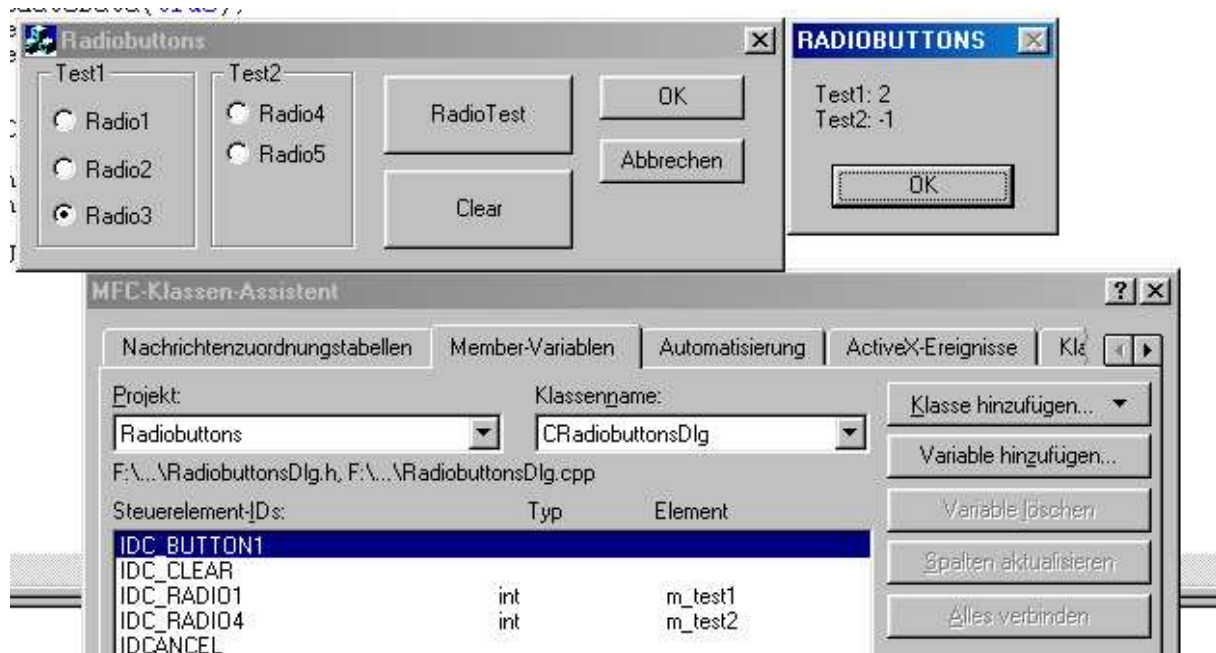 Radiobuttons
Test1
Radio1
Radio2
Radio3
Test2
Radio4
Radio5
RadioTest
Clear
OK
Abbrechen
RADIOBUTTONS
Test1: 2
Test2: -1
OK
MFC-Klassen-Assistent
Nachrichtenzuordnungstabellen Member-Variablen Automatisierung ActiveX-Ereignisse
Projekt: Klassenname:
Radiobuttons CRadiobuttonsDlg
F:\...\RadiobuttonsDlg.h, F:\...\RadiobuttonsDlg.cpp
Steuerelement-IDs: Typ Element
IDC_BUTTON1
IDC_CLEAR
IDC_RADIO1 int m_test1
IDC_RADIO4 int m_test2
IDCANCEL
Klasse hinzufügen...
Variable hinzufügen...
Variable löschen
Spalten aktualisieren
Alles verbinden